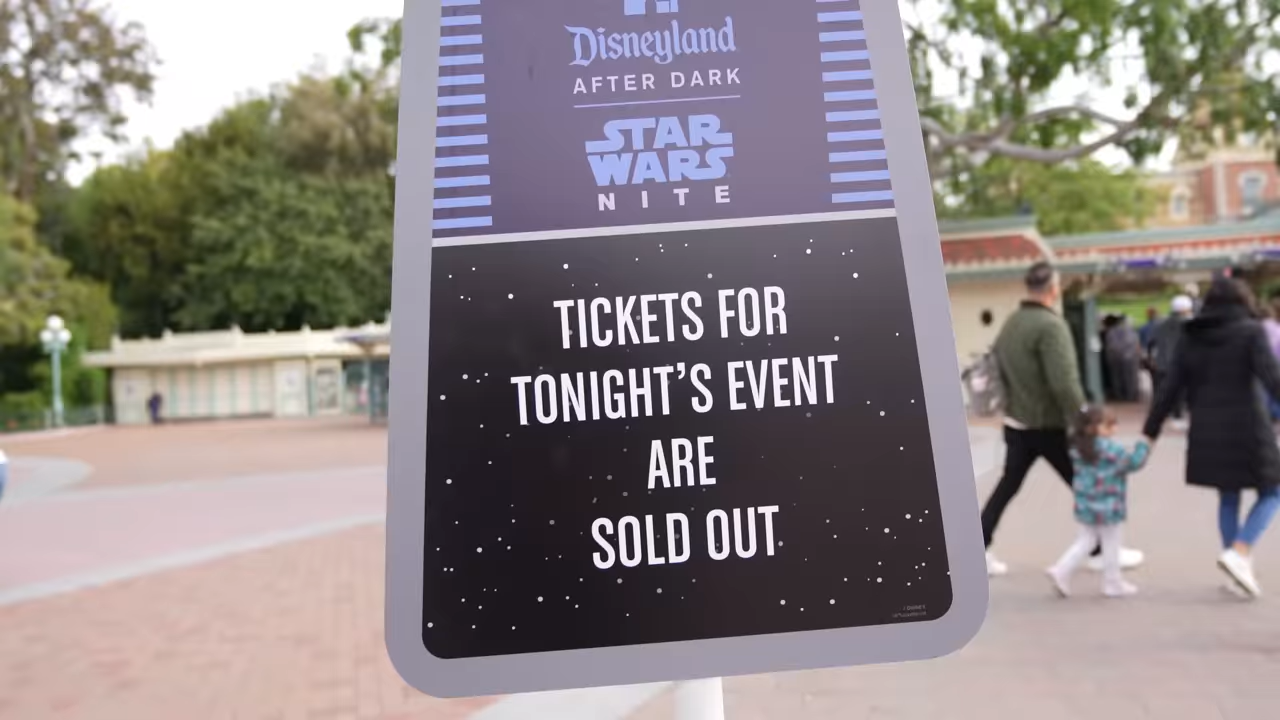 Disneyland
AFTER DARK
STAR
WARS
NITE
TICKETS FOR
TONIGHT'S EVENT
ARE
SOLD OUT